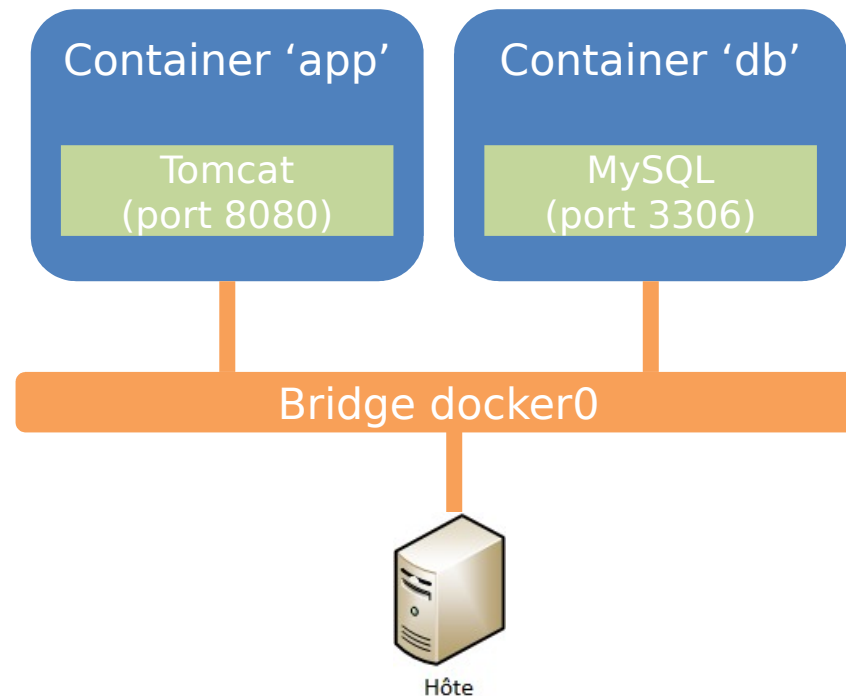 Container ‘app’
Tomcat
(port 8080)
Container ‘db’
MySQL
(port 3306)
Bridge docker0
Hôte